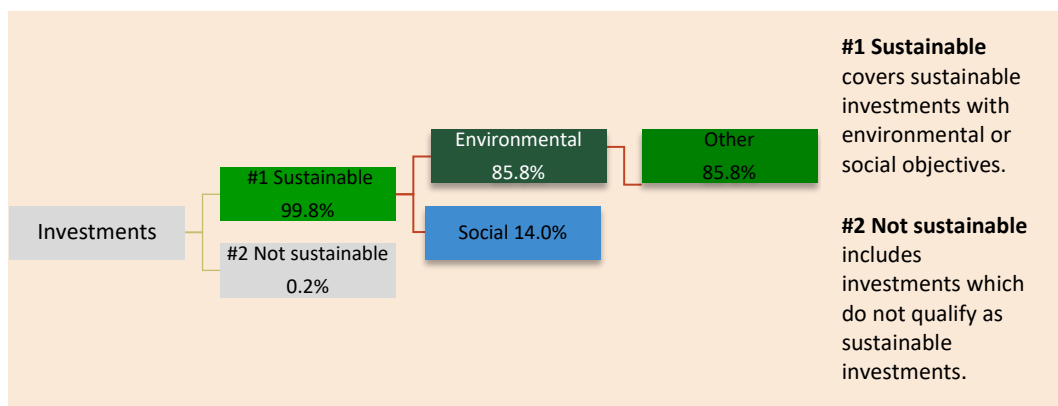 Investments
#1 Sustainable
99.8%
#2 Not sustainable
0.2%
Environmental
85.8%
Social 14.0%
Other
85.8%
#1 Sustainable
covers sustainable
investments with
environmental or
social objectives.
#2 Not sustainable
includes
investments which
do not qualify as
sustainable
investments.